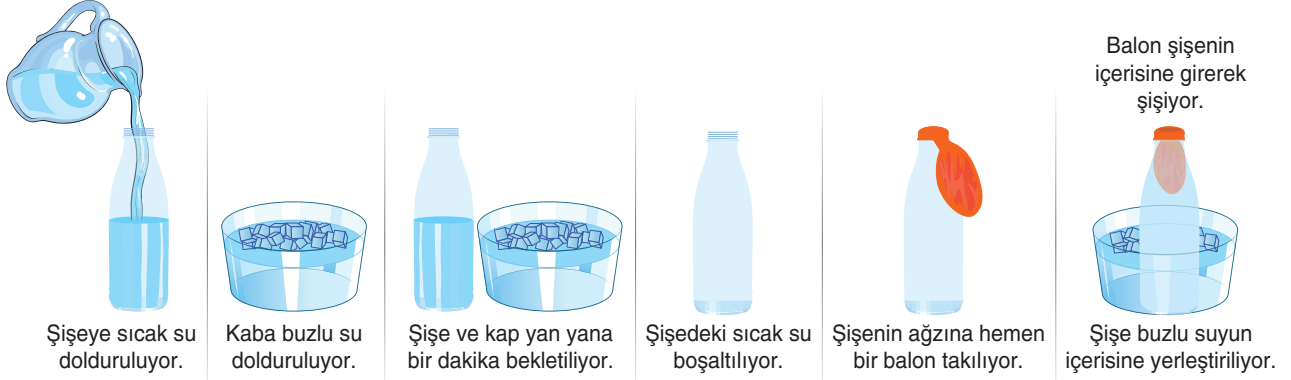 Şişeye sıcak su
dolduruluyor.
Kaba buzlu su
dolduruluyor.
Şişe ve kap yan yana
bir dakika bekletiliyor.
Şişedeki sıcak su
boşaltılıyor.
Şişenin ağzına hemen
bir balon takılıyor.
Balon şişenin
içerisine girerek
şişiyor.
Şişe buzlu suyun
içerisine yerleştiriliyor.